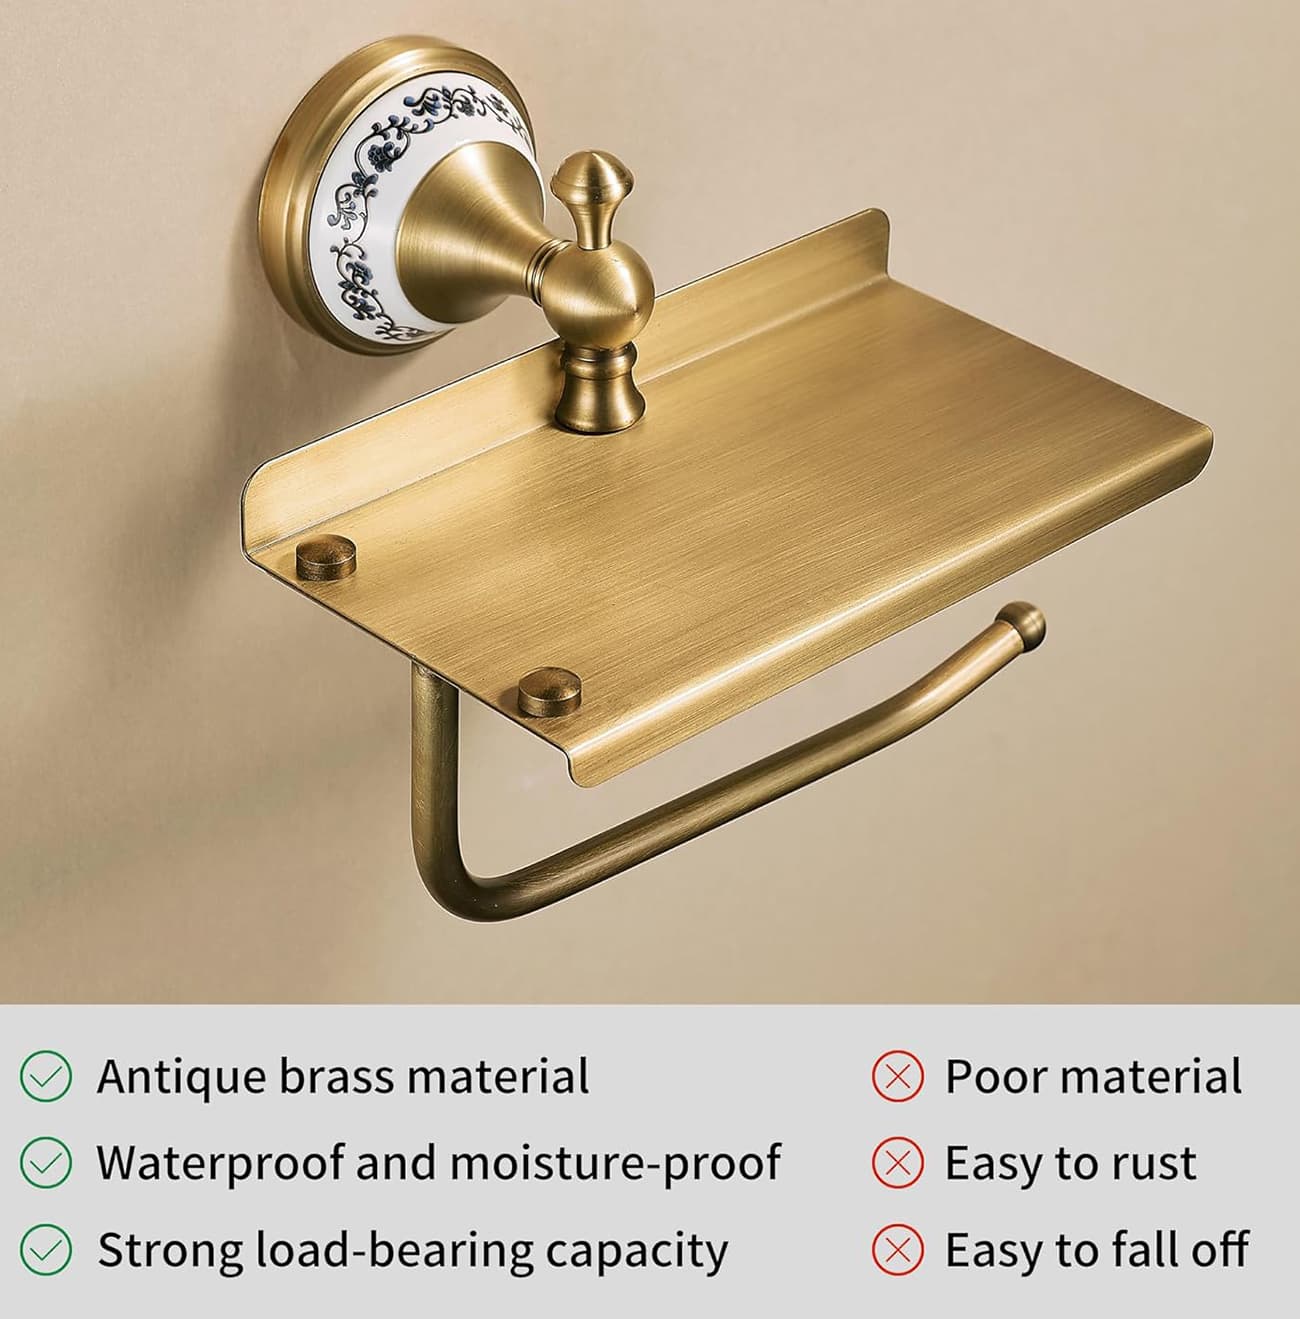 Antique brass material
Poor material
Waterproof and moisture-proof
Easy to rust
Strong load-bearing capacity
Easy to fall off